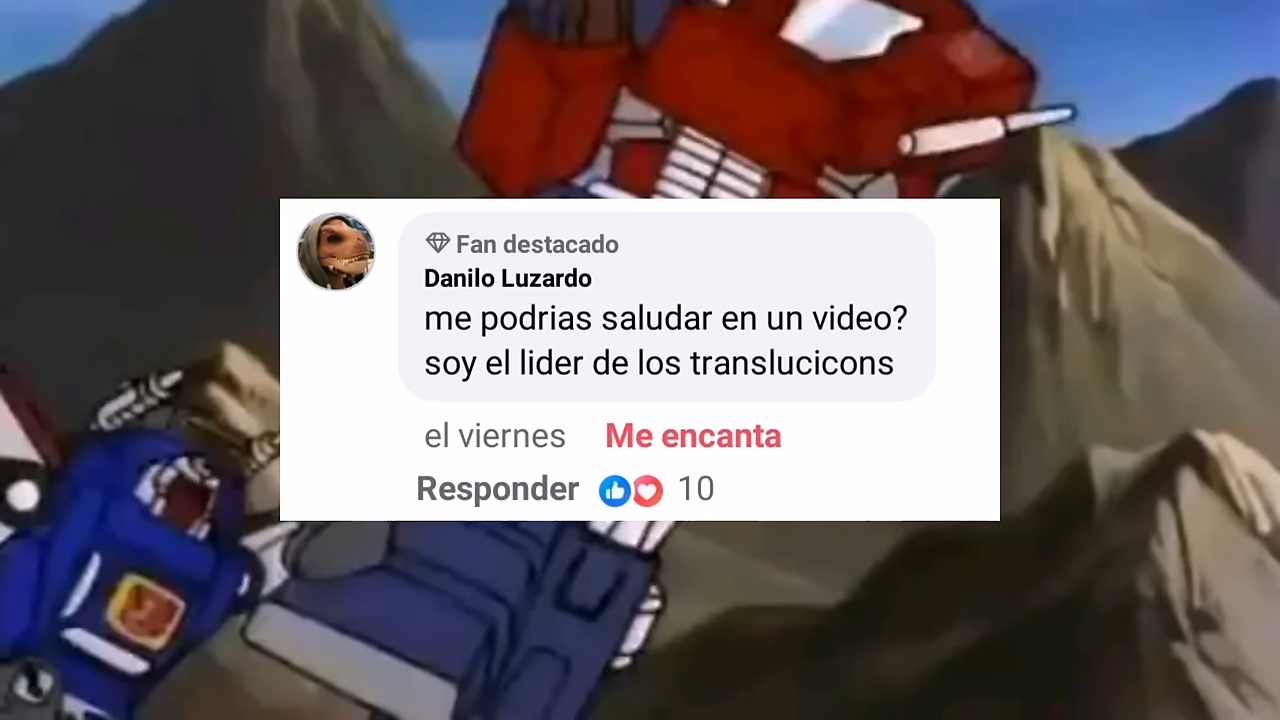 Fan destacado
Danilo Luzardo
me podrias saludar en un video?
soy el lider de los translucicons
el viernes Me encanta
Responder 10